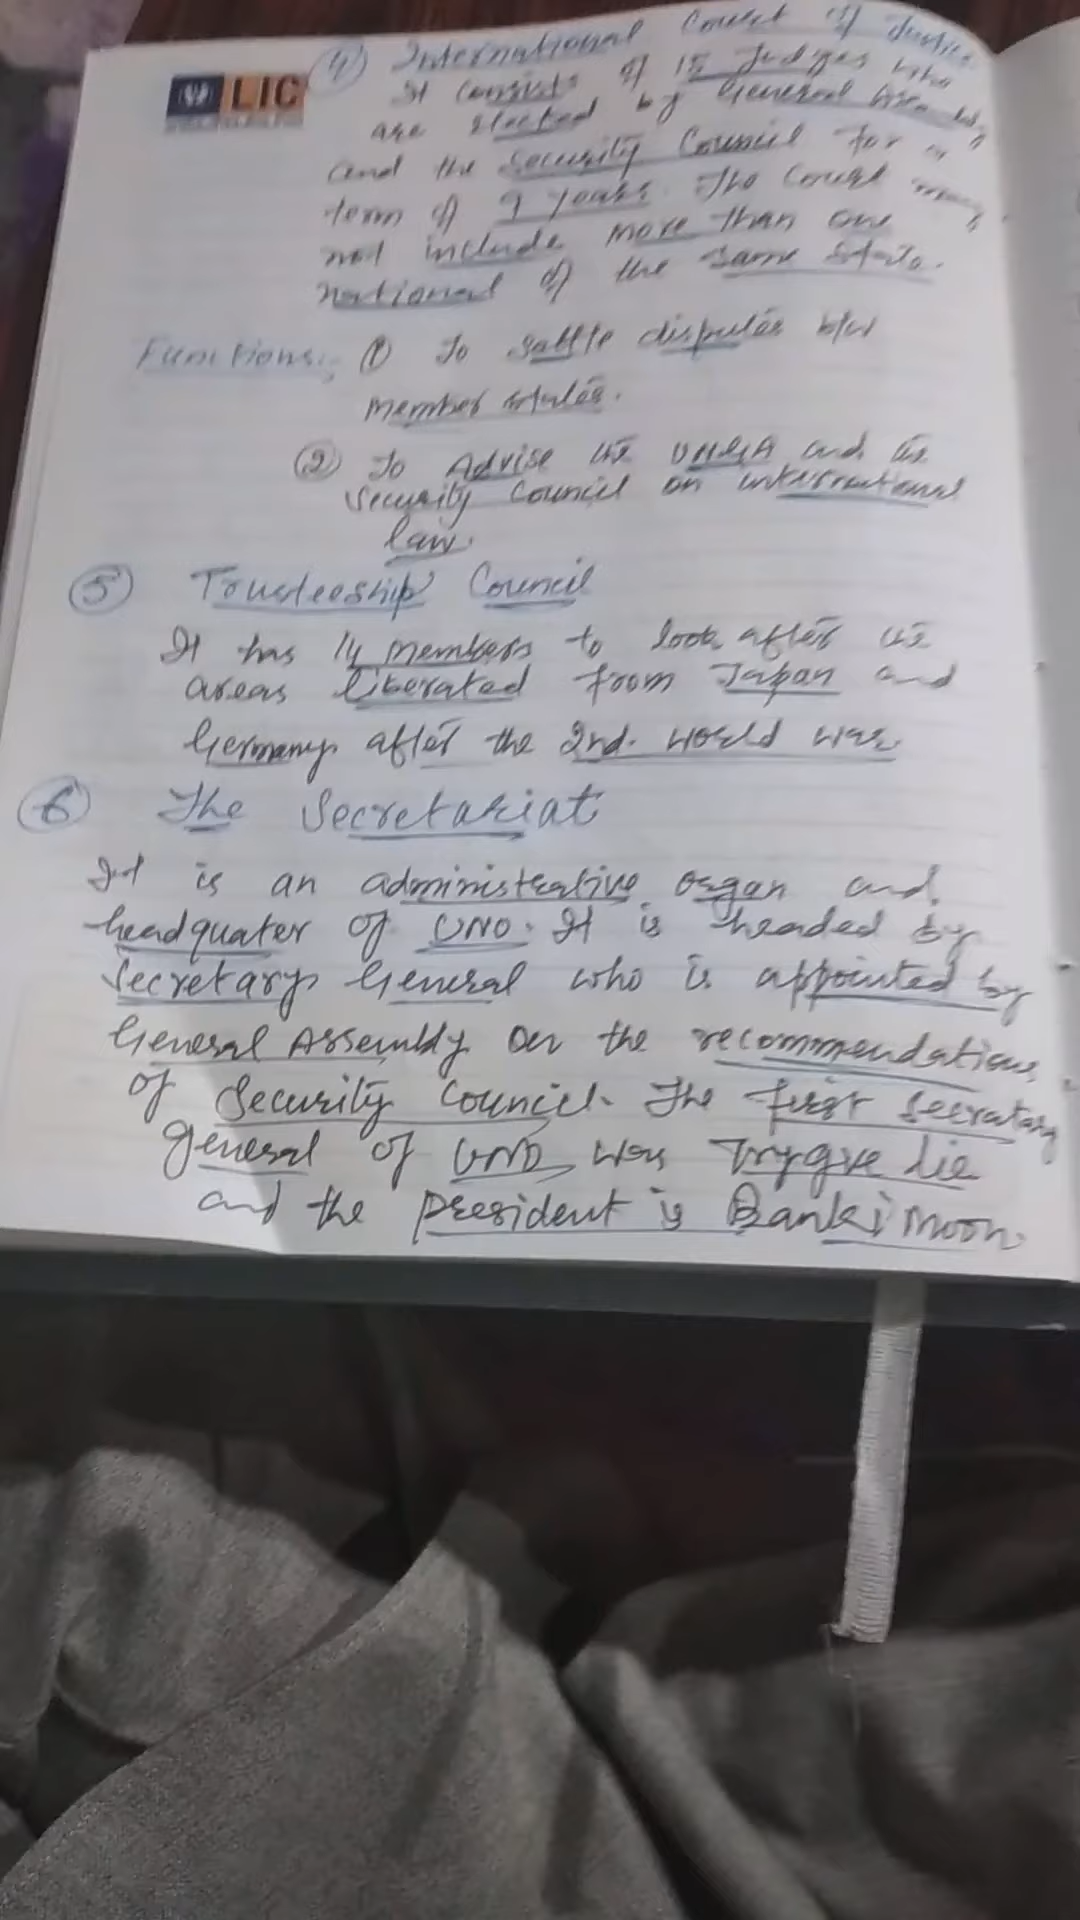 LIC
4) International Court of Justice
It consists of 15 Judges who
are elected by General Assembly
and the Security Council for a
term of 9 years. The Court may
not include more than one
national of the same state.
Functions:- ① To sattle disputes b/w
member states.
② To Advise the UNGA and the
Security Council on international
law.
⑤ Trusteeship Council
It has 14 members to look after the
areas liberated from Japan and
Germany after the 2nd. world war
⑥ The Secretariat
It is an administrative organ and
headquater of UNO. It is headed by
Secretary General who is appointed by
General Assembly on the recommendations
of Security Council. The first Secretary
general of UNO was Trygve lie
and the president is Banki moon.